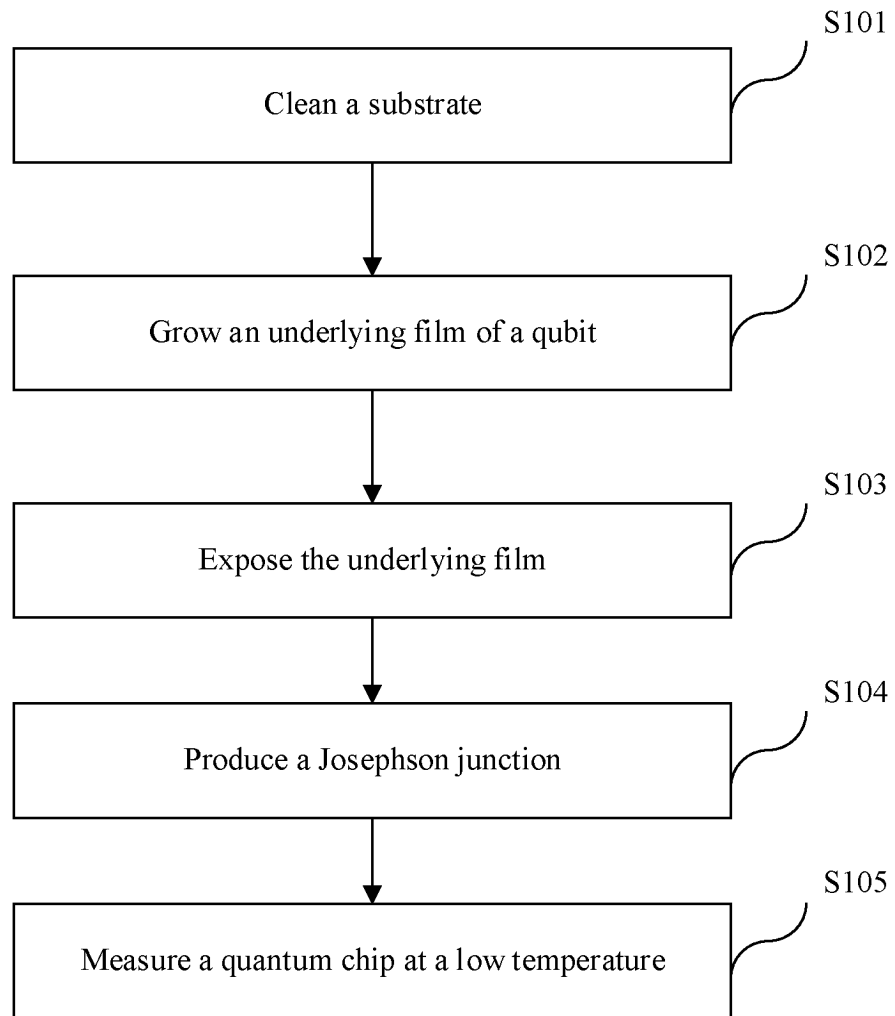 S101
Clean a substrate
S102
Grow an underlying film of a qubit
S103
Expose the underlying film
S104
Produce a Josephson junction
S105
Measure a quantum chip at a low temperature